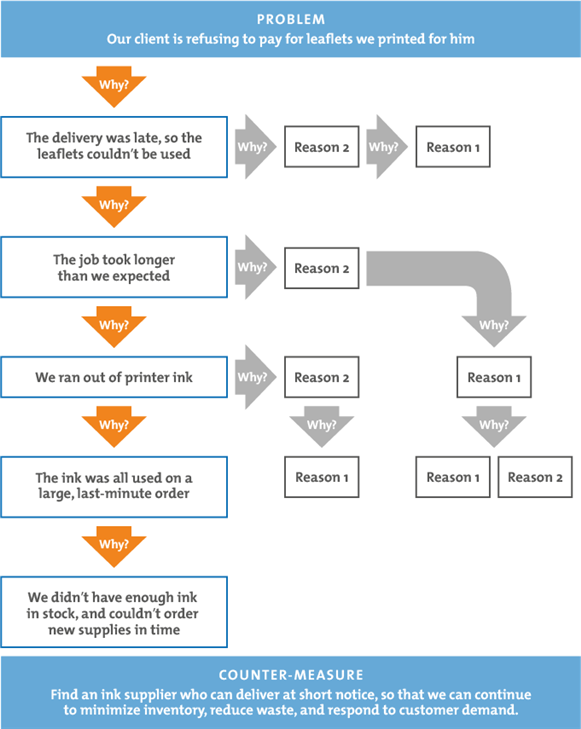 PROBLEM
Our client is refusing to pay for leaflets we printed for him
Why?
The delivery was late, so the
leaflets couldn't be used
Why?
Reason 2
Why?
Reason 1
Why?
The job took longer
than we expected
Why?
Reason 2
Why?
Why?
We ran out of printer ink
Why?
Reason 2
Reason 1
Why?
Why?
Why?
The ink was all used on a
large, last-minute order
Reason 1
Reason 1
Reason 2
Why?
We didn't have enough ink
in stock, and couldn't order
new supplies in time
COUNTER-MEASURE
Find an ink supplier who can deliver at short notice, so that we can continue
to minimize inventory, reduce waste, and respond to customer demand.